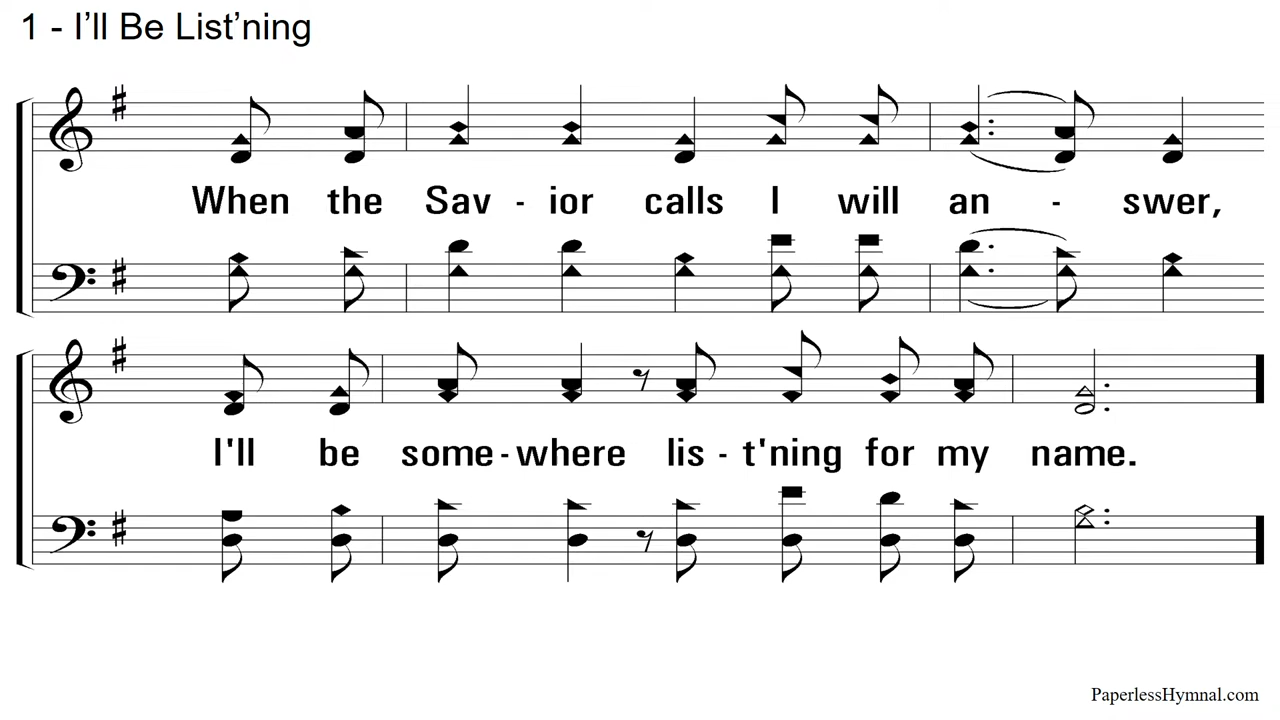 1 - I’ll Be List’ning
When the Sav - ior calls I will an - swer,
I'll be some-where lis - t'ning for my name.
PaperlessHymnal.com